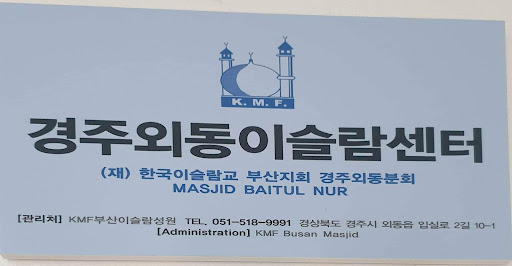 K. M. F.
경주외동이슬람센터
(재) 한국이슬람교 부산지회 경주외동분회
MASJID BAITUL NUR
[관리처] KMF부산이슬람성원 TEL. 051-518-9991 경상북도 경주시 외동읍 입실로 2길 10-1
[Administration] KMF Busan Masjid